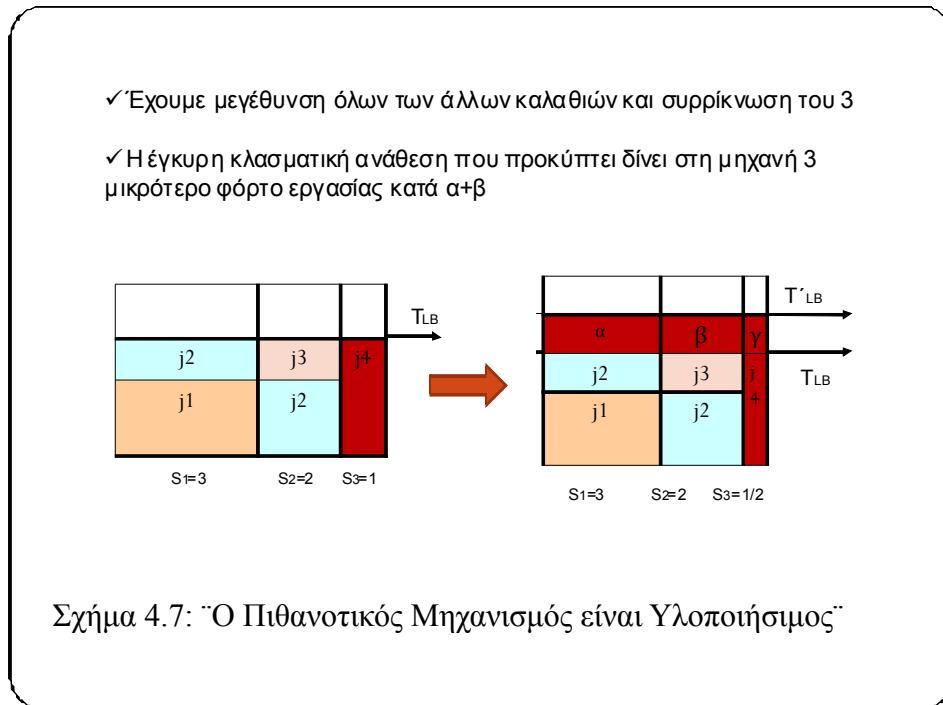 ✓Έχουμε μεγέθυνση όλων των άλλων καλαθιών και συρρίκνωση του 3
✓Η έγκυρη κλασματική ανάθεση που προκύπτει δίνει στη μηχανή 3
μικρότερο φόρτο εργασίας κατά α+β
TLB
j2 j3 j4
j1 j2
S1=3 S2=2 S3=1
T΄LB
α β γ
TLB
j2 j3 j
4
j1 j2
S1=3 S2=2 S3=1/2
Σχήμα 4.7: ¨Ο Πιθανοτικός Μηχανισμός είναι Υλοποιήσιμος¨